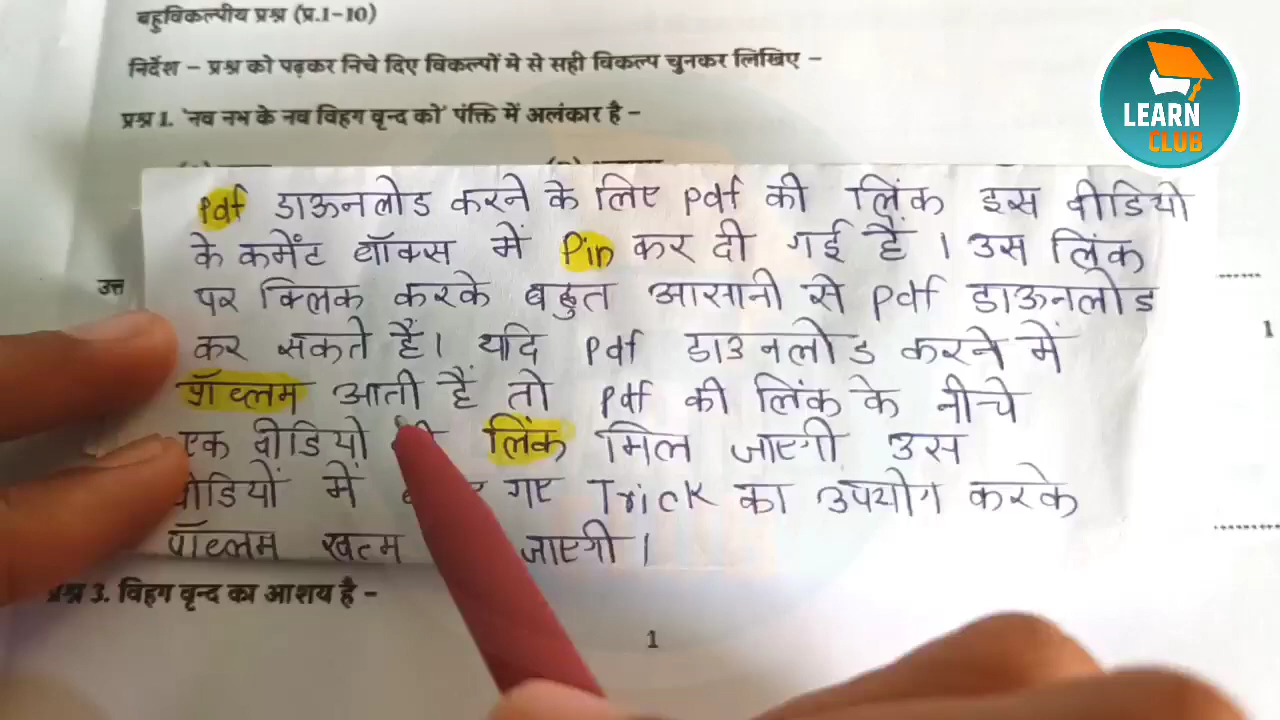 बहुविकल्पीय प्रश्न (प्र.1-10)
निर्देश – प्रश्न को पढ़कर निचे दिए विकल्पों मे से सही विकल्प चुनकर लिखिए –
प्रश्न 1. 'नव नभ के नव विहग वृन्द को' पंक्ति में अलंकार है –
LEARN
CLUB
Pdf डाऊनलोड करने के लिए pdf की लिंक इस वीडियो
के कमेंट बॉक्स में Pin कर दी गई हैं । उस लिंक
उत्त
पर क्लिक करके बहुत आसानी से pdf डाऊनलोड
1
कर सकते हैं। यदि pdf डाउनलोड करने में
प्रॉब्लम आती हैं तो pdf की लिंक के नीचे
एक वीडियो लिंक मिल जाएगी उस
वीडियों में गए Trick का उपयोग करके
प्रॉब्लम खत्म जाएगी।
प्रश्न 3. विहग वृन्द का आशय है –
1